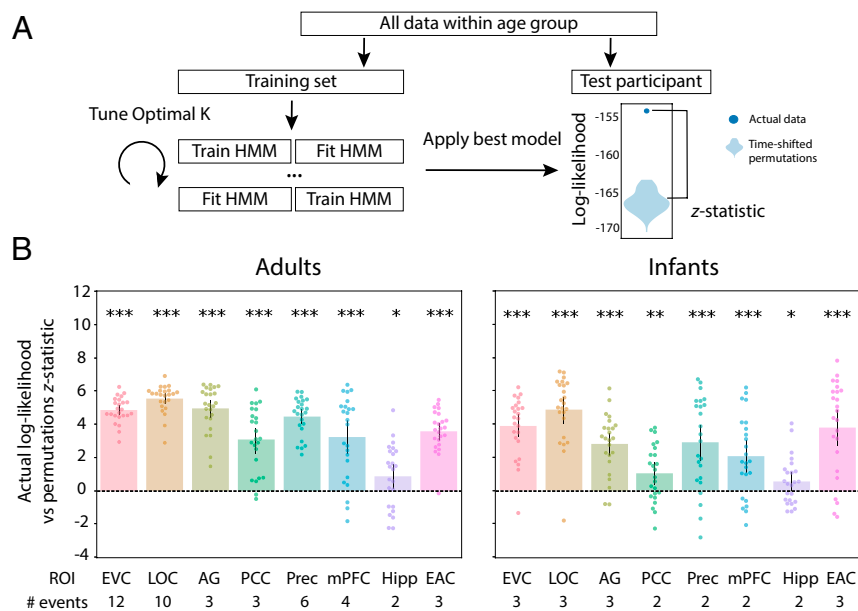 A
All data within age group
Training set
Test participant
Tune Optimal K
Train HMM
Fit HMM
...
Fit HMM
Train HMM
Apply best model
Log-likelihood
-155
-160
-165
-170
Actual data
Time-shifted
permutations
z-statistic
B
Adults
Infants
Actual log-likelihood
vs permutations z-statistic
12
10
8
6
4
2
0
-2
-4
*** *** *** *** *** *** * ***
*** *** *** ** *** *** * ***
ROI EVC LOC AG PCC Prec mPFC Hipp EAC
# events 12 10 3 3 6 4 2 3
EVC LOC AG PCC Prec mPFC Hipp EAC
3 3 3 2 2 2 2 3